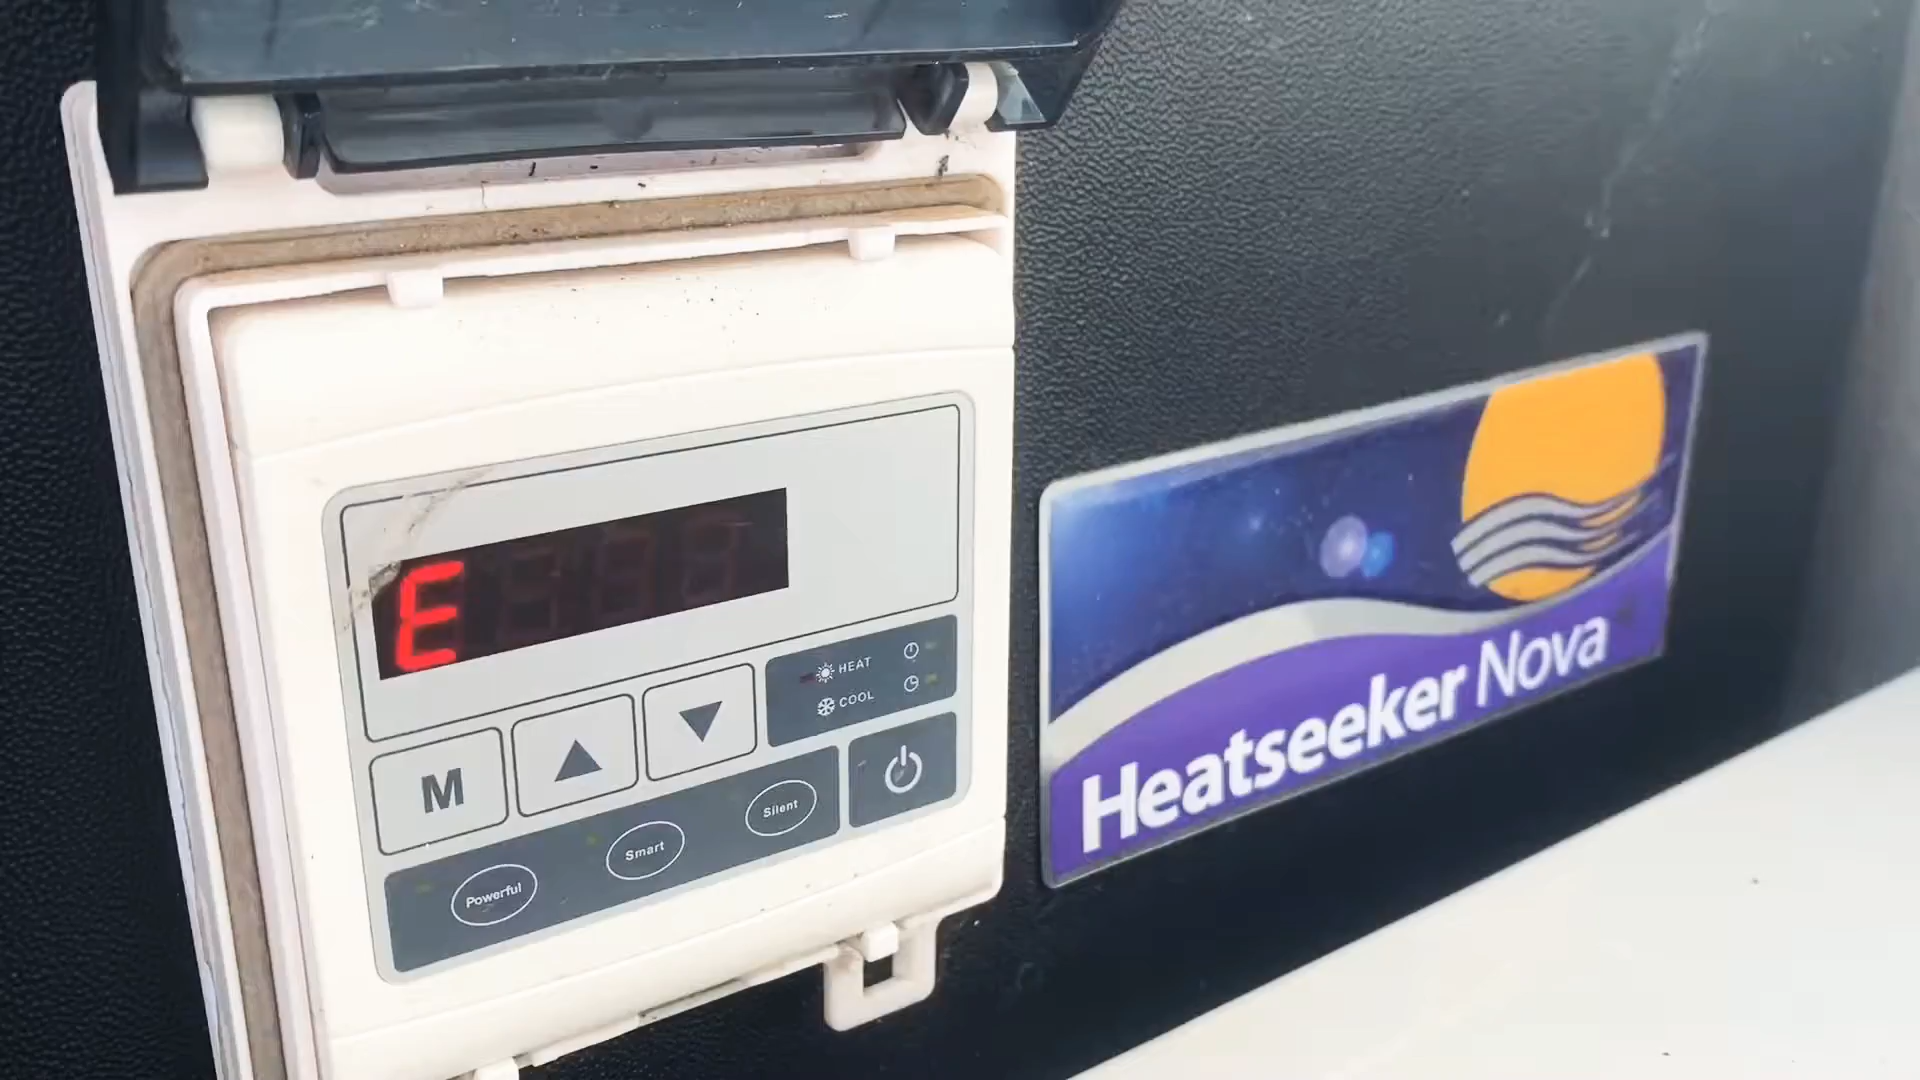 E
HEAT
COOL
M
Silent
Smart
Powerful
Heatseeker Nova